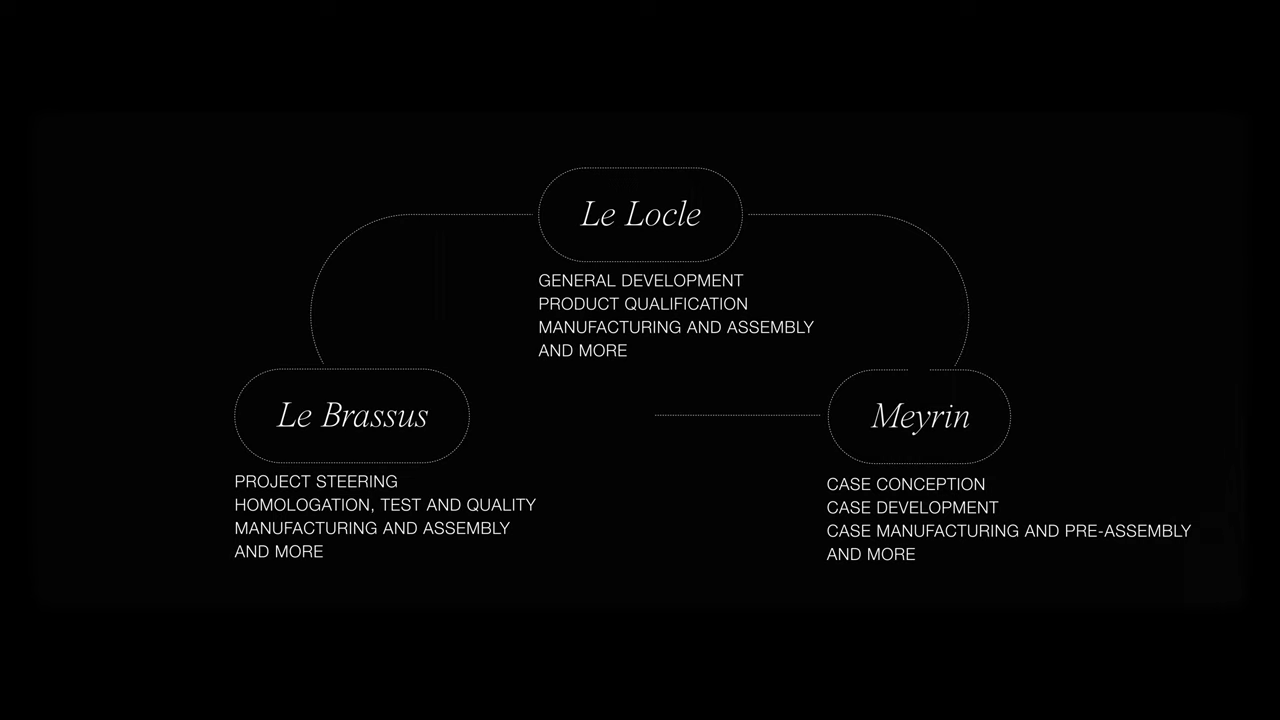 Le Locle
GENERAL DEVELOPMENT
PRODUCT QUALIFICATION
MANUFACTURING AND ASSEMBLY
AND MORE
Le Brassus
PROJECT STEERING
HOMOLOGATION, TEST AND QUALITY
MANUFACTURING AND ASSEMBLY
AND MORE
Meyrin
CASE CONCEPTION
CASE DEVELOPMENT
CASE MANUFACTURING AND PRE-ASSEMBLY
AND MORE